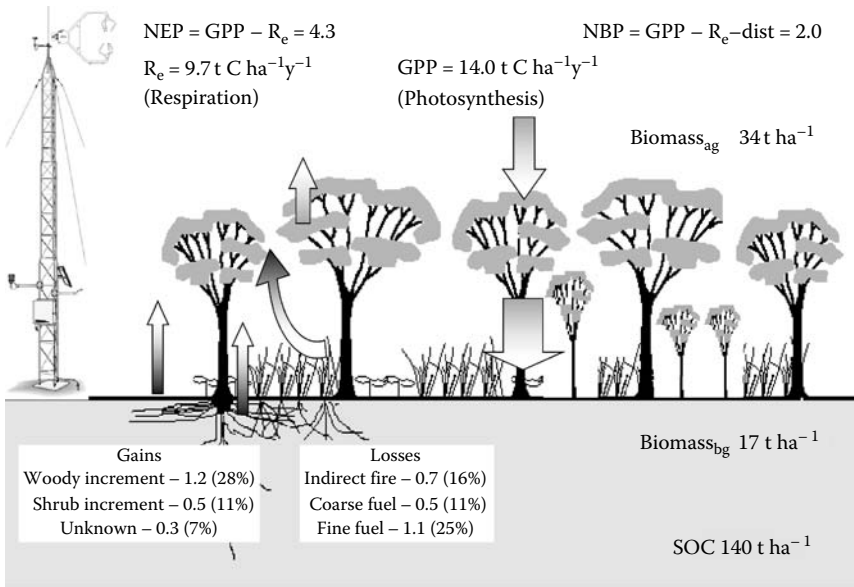 NEP = GPP – Rₑ = 4.3
NBP = GPP – Rₑ–dist = 2.0
Rₑ = 9.7 t C ha⁻¹y⁻¹
(Respiration)
GPP = 14.0 t C ha⁻¹y⁻¹
(Photosynthesis)
Biomass_ag 34 t ha⁻¹
Biomass_bg 17 t ha⁻¹
Gains
Woody increment – 1.2 (28%)
Shrub increment – 0.5 (11%)
Unknown – 0.3 (7%)
Losses
Indirect fire – 0.7 (16%)
Coarse fuel – 0.5 (11%)
Fine fuel – 1.1 (25%)
SOC 140 t ha⁻¹